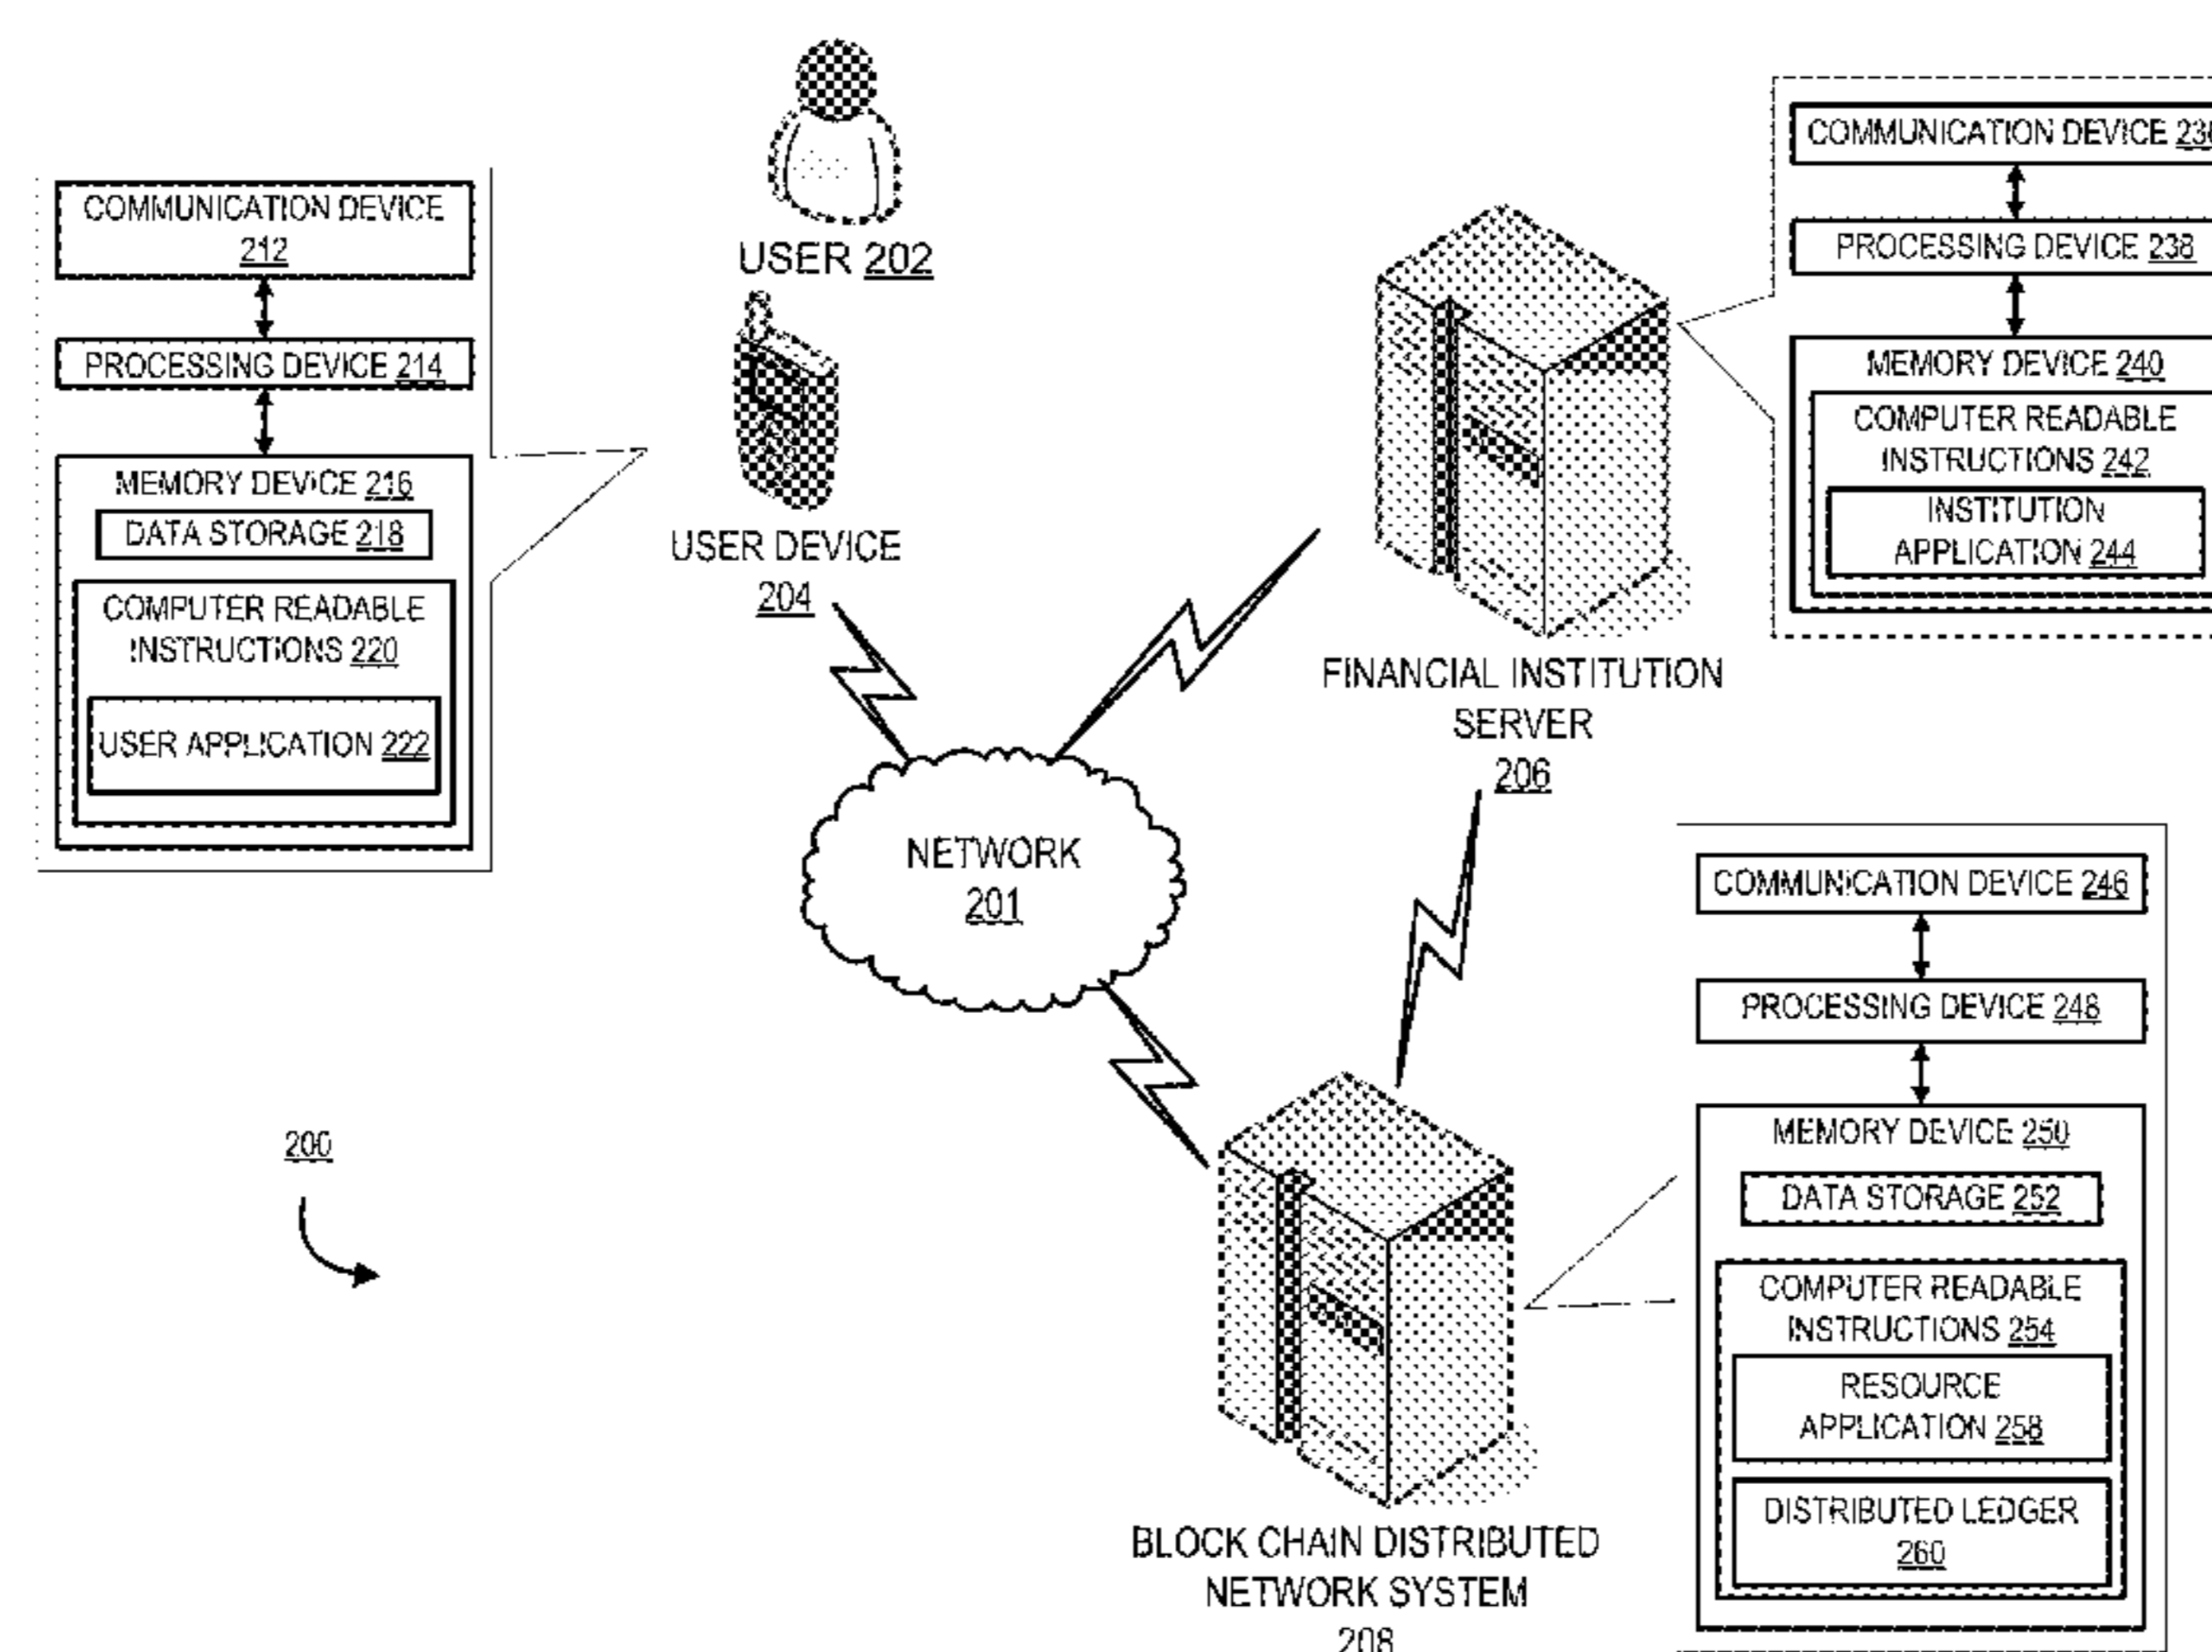 USER 202
COMMUNICATION DEVICE
212
PROCESSING DEVICE 214
MEMORY DEVICE 216
DATA STORAGE 218
COMPUTER READABLE
INSTRUCTIONS 220
USER APPLICATION 222
USER DEVICE
204
COMMUNICATION DEVICE
PROCESSING DEVICE 238
MEMORY DEVICE 240
COMPUTER READABLE
INSTRUCTIONS 242
INSTITUTION
APPLICATION 244
FINANCIAL INSTITUTION
SERVER
206
NETWORK
201
200
COMMUNICATION DEVICE 246
PROCESSING DEVICE 248
MEMORY DEVICE 250
DATA STORAGE 252
COMPUTER READABLE
INSTRUCTIONS 254
RESOURCE
APPLICATION 258
DISTRIBUTED LEDGER
260
BLOCK CHAIN DISTRIBUTED
NETWORK SYSTEM
208